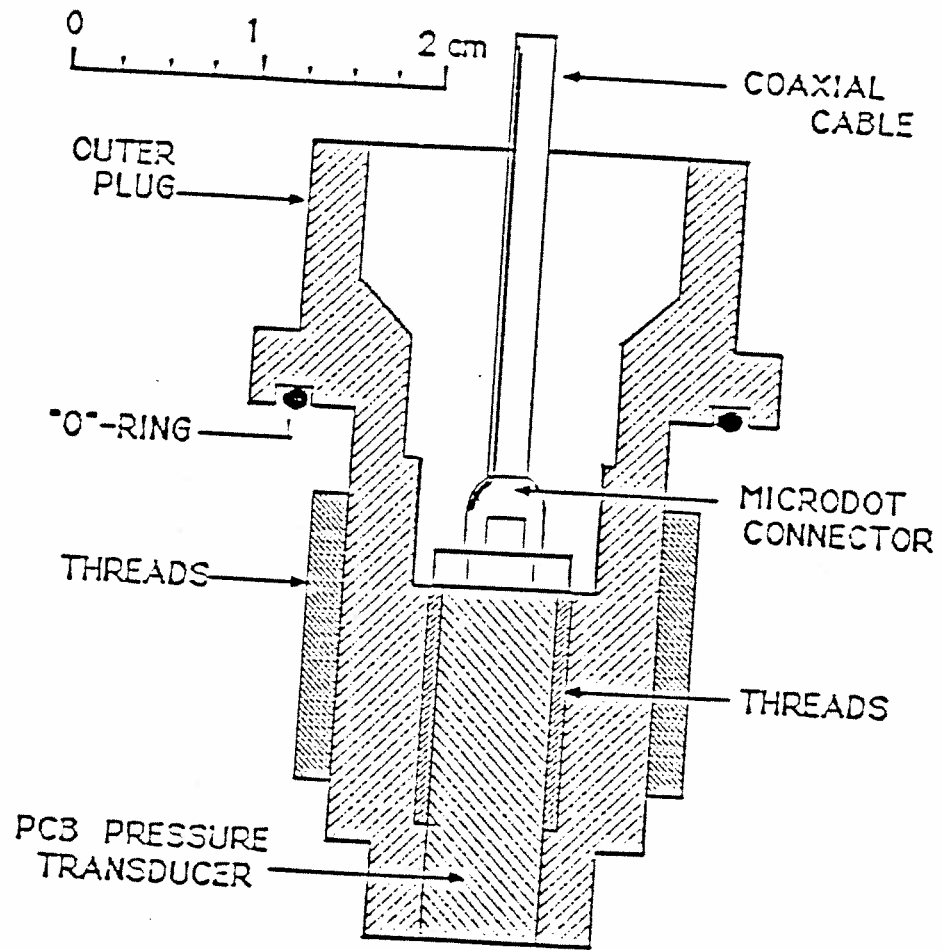 0 1 2 cm
COAXIAL
CABLE
OUTER
PLUG
"O"-RING
MICRODOT
CONNECTOR
THREADS
THREADS
PCB PRESSURE
TRANSDUCER